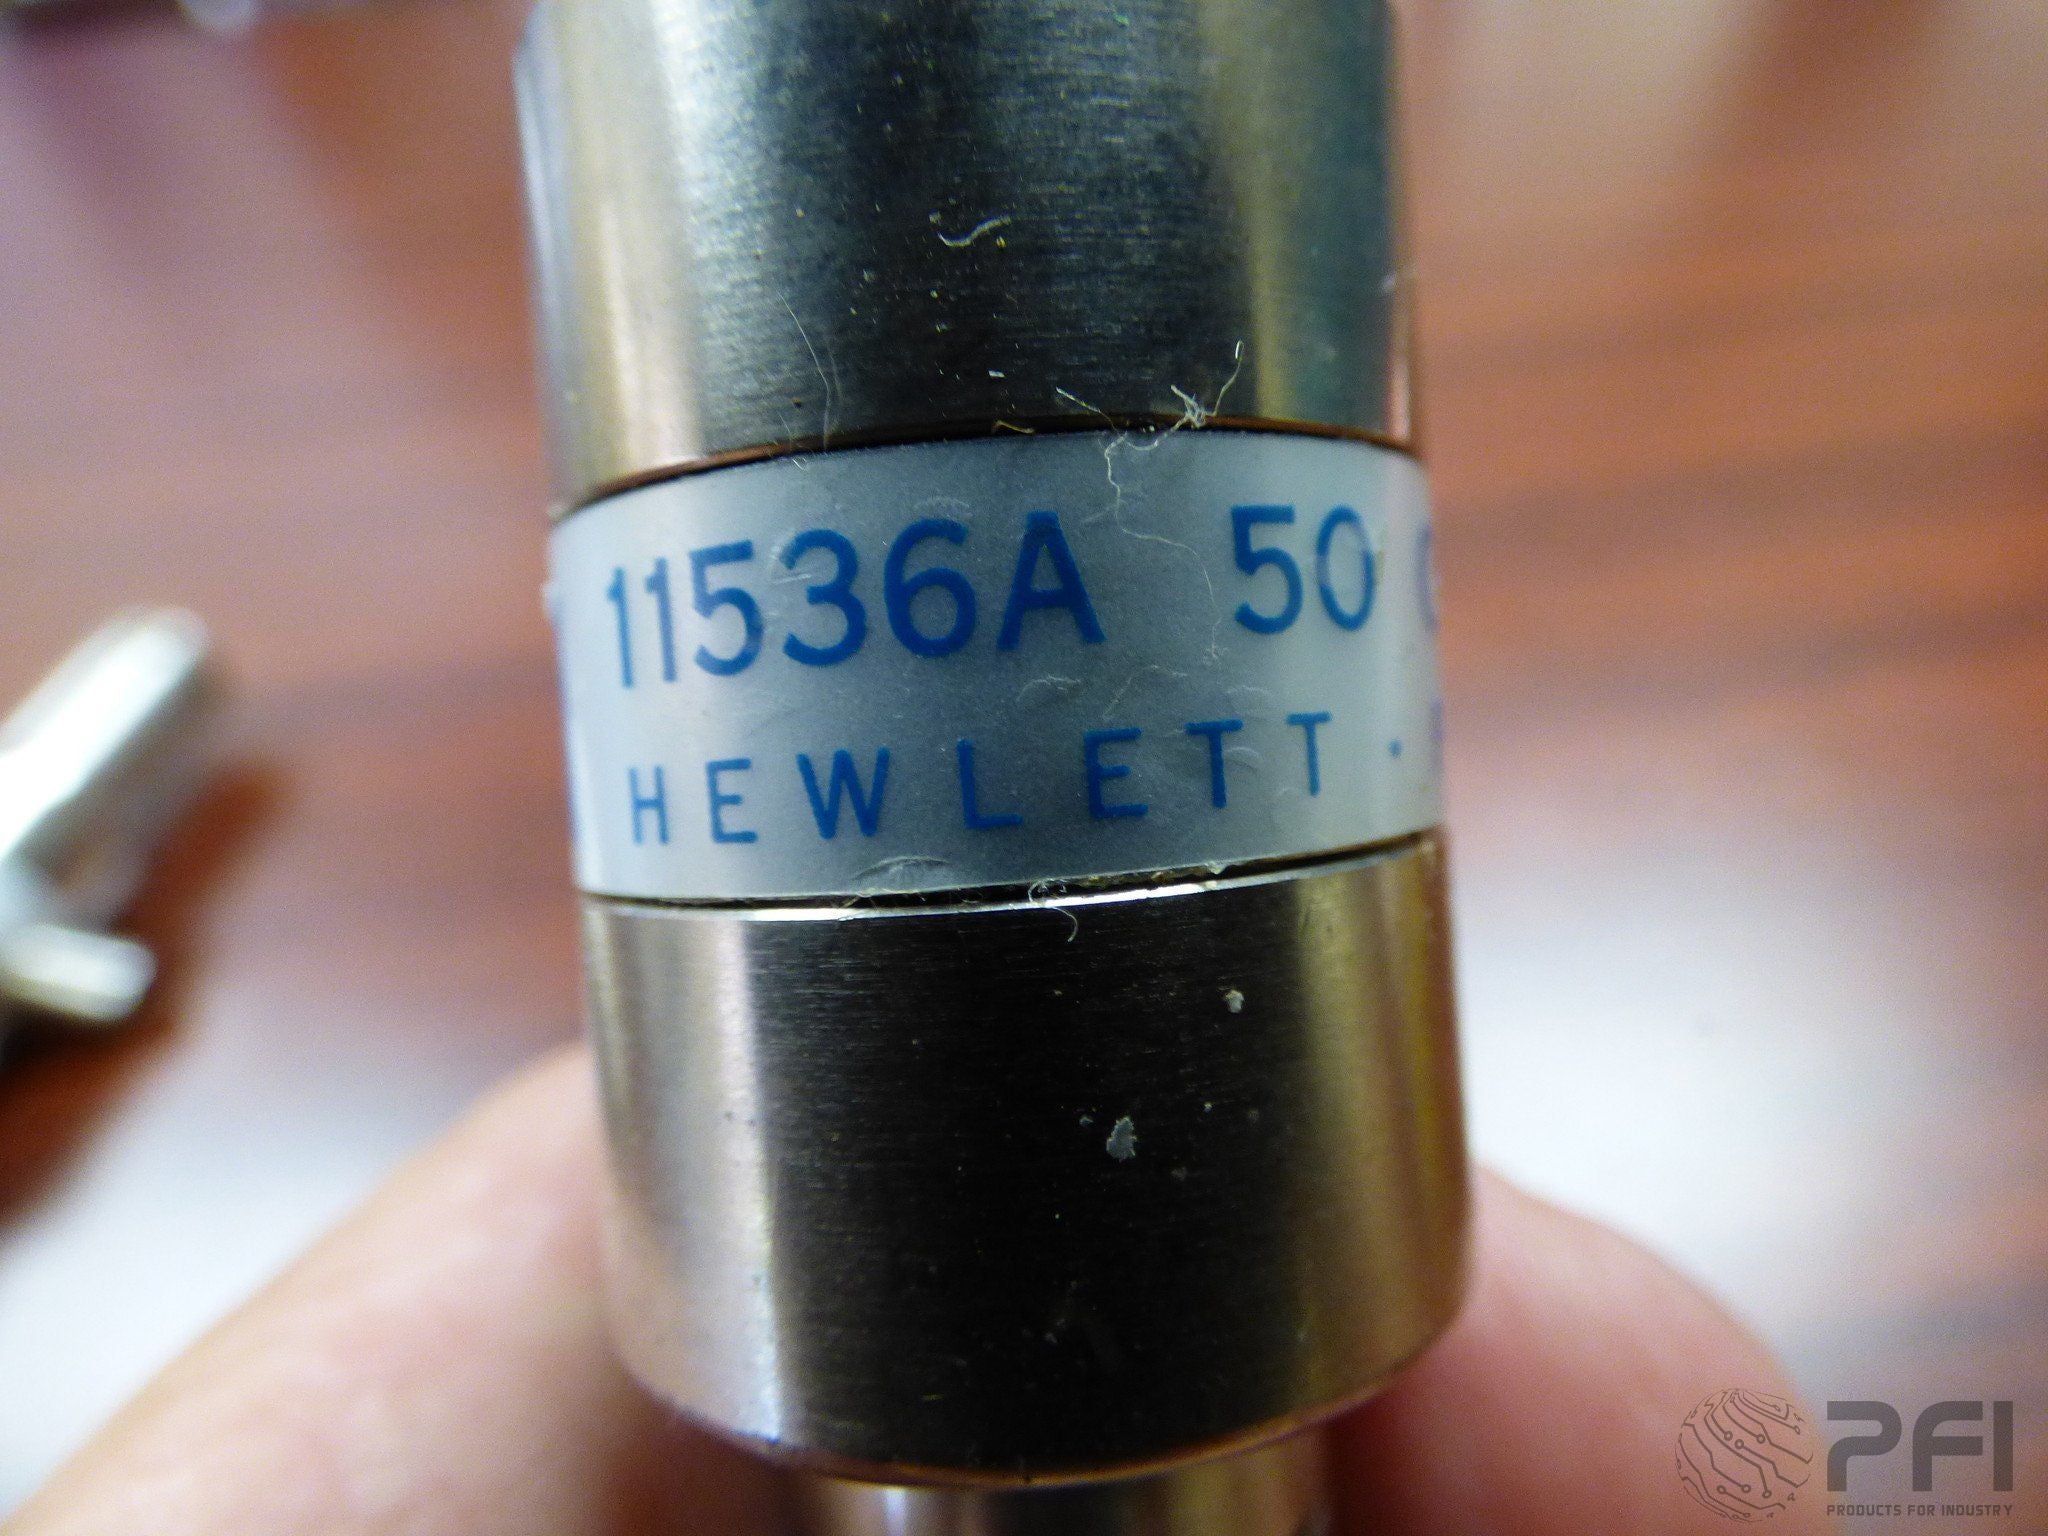 11536A 50
HEWLETT ·
PFI
PRODUCTS FOR INDUSTRY